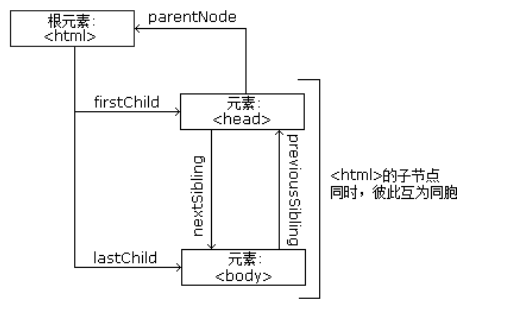 根元素:
<html>
parentNode
firstChild
元素:
<head>
nextSibling
previousSibling
<html>的子节点
同时，彼此互为同胞
lastChild
元素:
<body>